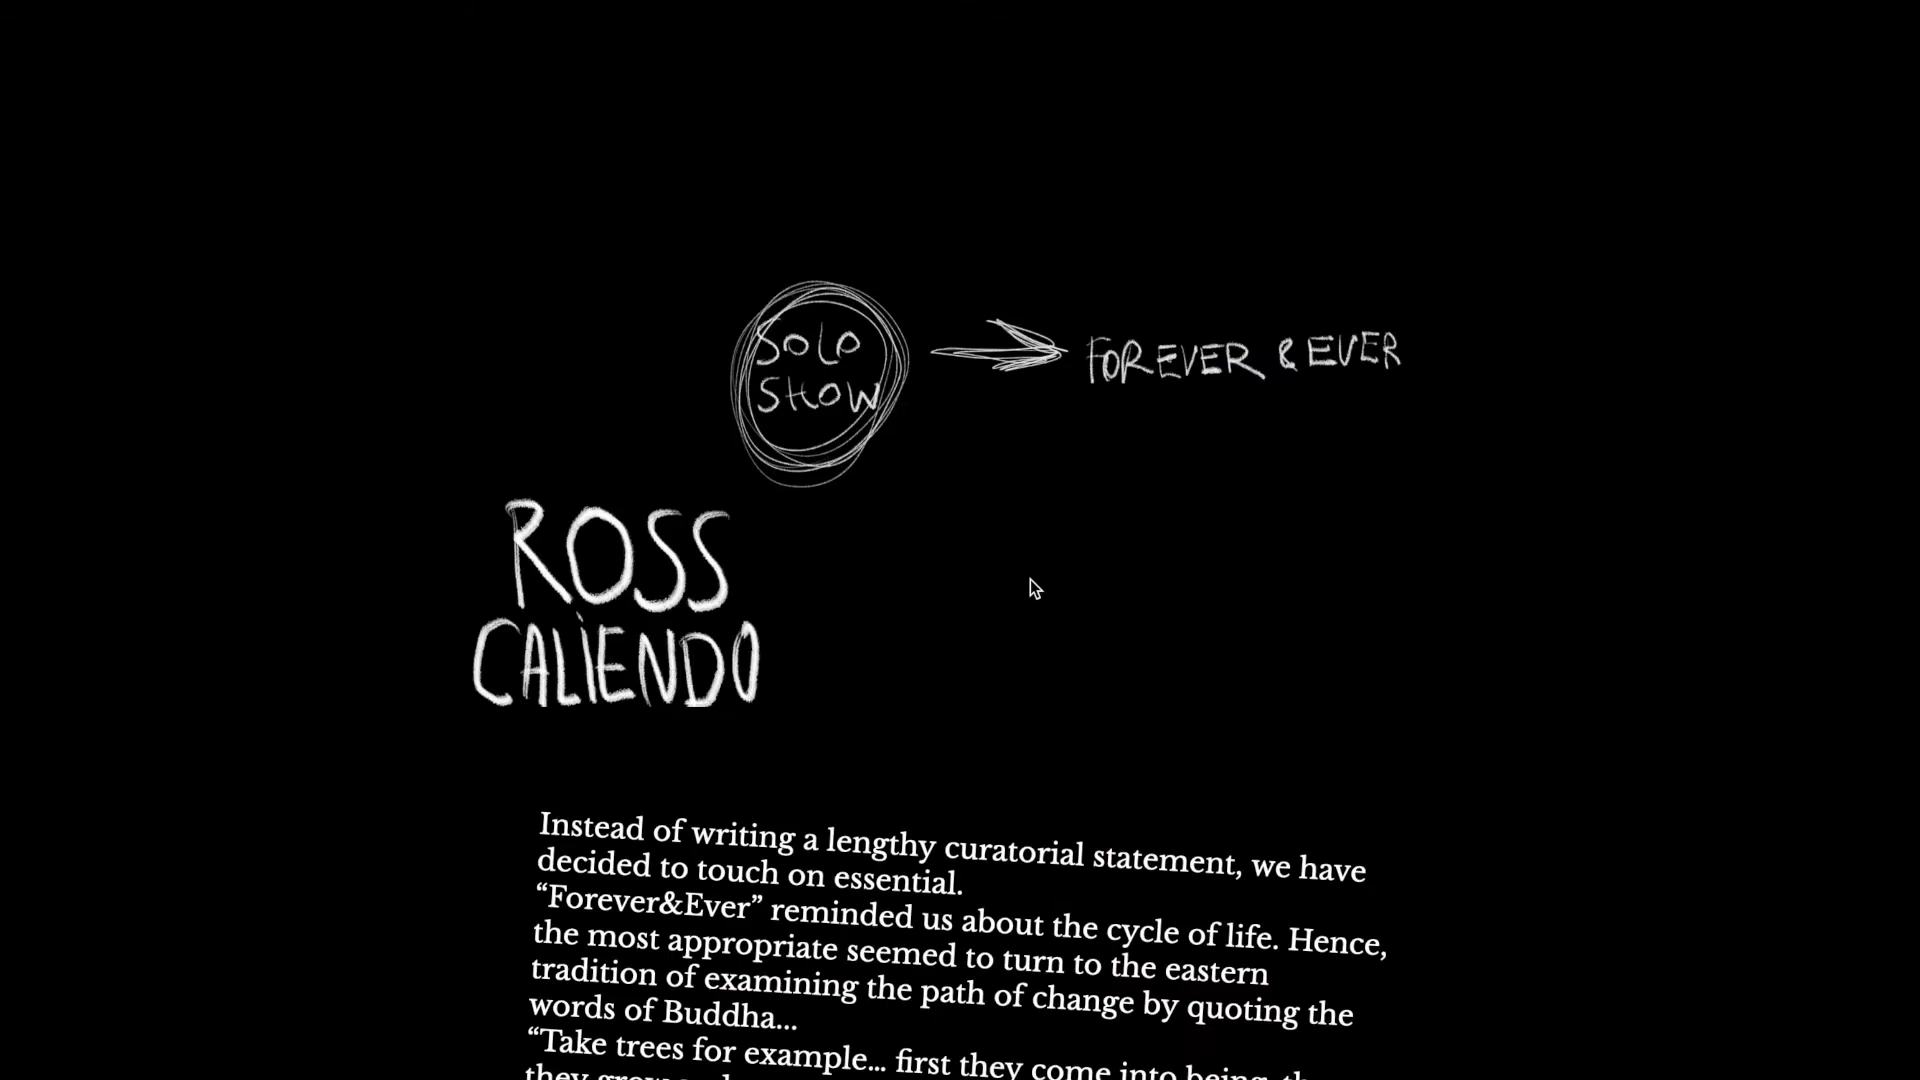 SOLO
SHOW
FOREVER & EVER
ROSS
CALIENDO
Instead of writing a lengthy curatorial statement, we have
decided to touch on essential.
“Forever&Ever” reminded us about the cycle of life. Hence,
the most appropriate seemed to turn to the eastern
tradition of examining the path of change by quoting the
words of Buddha...
“Take trees for example... first they come into being,
they